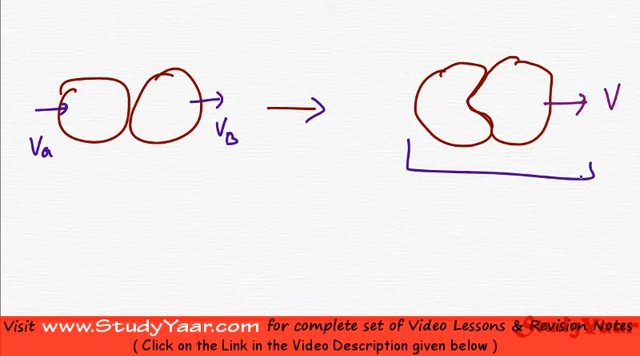 Va
VB
V
Visit www.StudyYaar.com for complete set of Video Lessons & Revision Notes
( Click on the Link in the Video Description given below )
StudyYaar